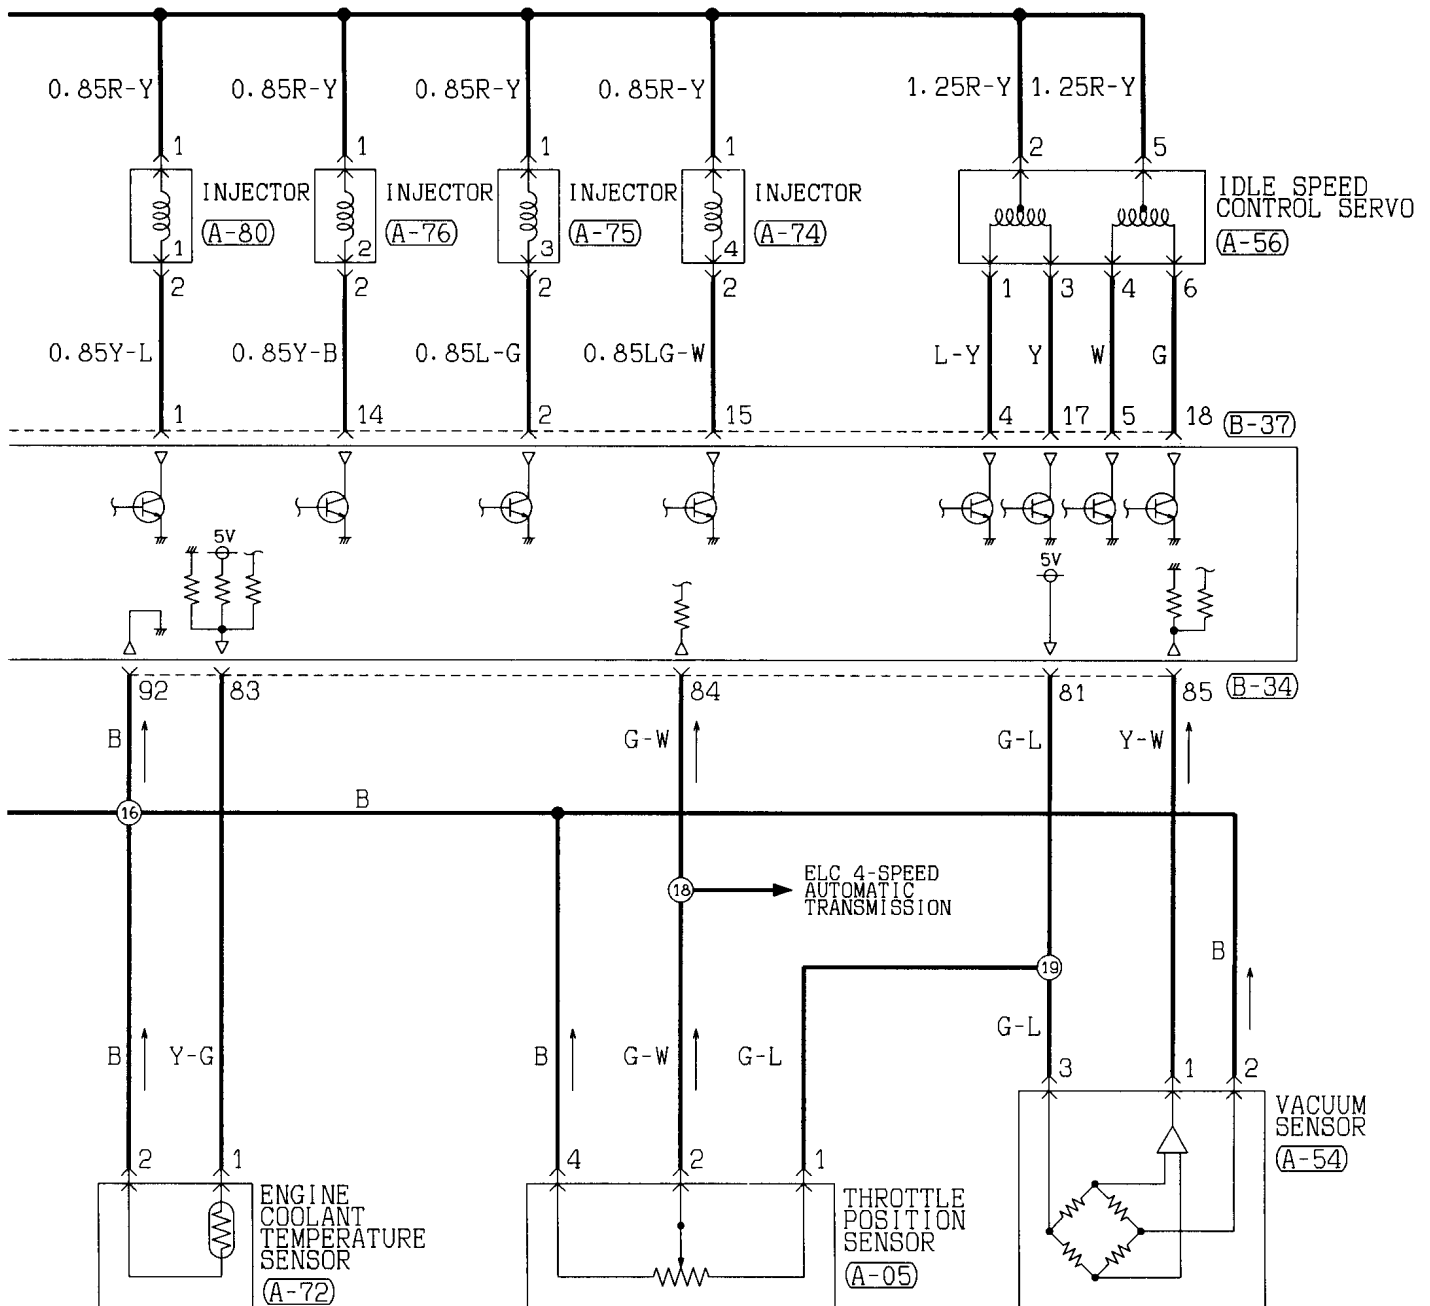 0.85R-Y 0.85R-Y 0.85R-Y 0.85R-Y 1.25R-Y 1.25R-Y
1 1 1 1 2 5
INJECTOR INJECTOR INJECTOR INJECTOR IDLE SPEED
CONTROL SERVO
A-80 A-76 A-75 A-74 A-56
1 2 3 4
2 2 2 2 1 3 4 6
0.85Y-L 0.85Y-B 0.85L-G 0.85LG-W L-Y Y W G
1 14 2 15 4 17 5 18 B-37
5V 5V
92 83 84 81 85 B-34
B G-W G-L Y-W
B
16
18 ELC 4-SPEED
AUTOMATIC
TRANSMISSION
19 B
G-L
B Y-G B G-W G-L
3 1 2
VACUUM
SENSOR
A-54
2 1 4 2 1
ENGINE
COOLANT
TEMPERATURE
SENSOR
A-72
THROTTLE
POSITION
SENSOR
A-05